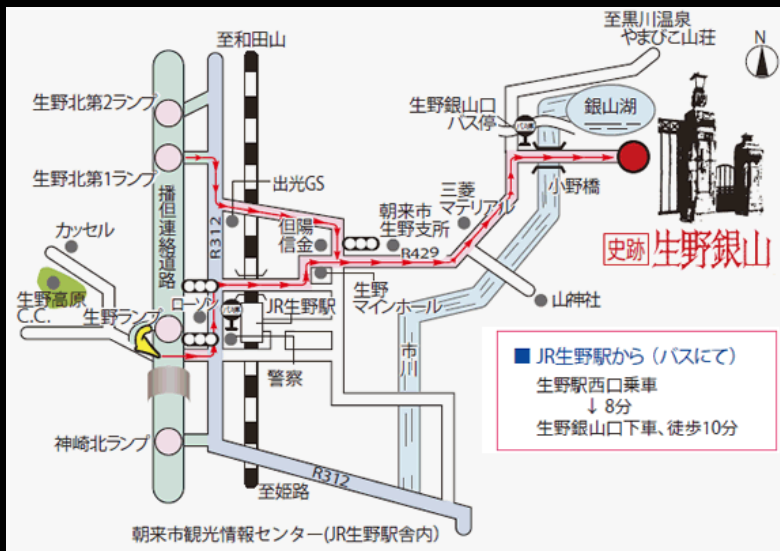 至黒川温泉
やまびこ山荘
N
至和田山
生野北第2ランプ
生野銀山口
バス停
バス停
銀山湖
生野北第1ランプ
小野橋
出光GS
三菱
マテリアル
播但連絡道路
R312
但陽
信金
朝来市
生野支所
カッセル
R429
史跡 生野銀山
生野高原
C.C.
生野
マインホール
山神社
ローソン
バス停
JR生野駅
生野ランプ
市川
警察
■ JR生野駅から（バスにて）
生野駅西口乗車
↓ 8分
生野銀山口下車、徒歩10分
神崎北ランプ
R312
至姫路
朝来市観光情報センター(JR生野駅舎内)